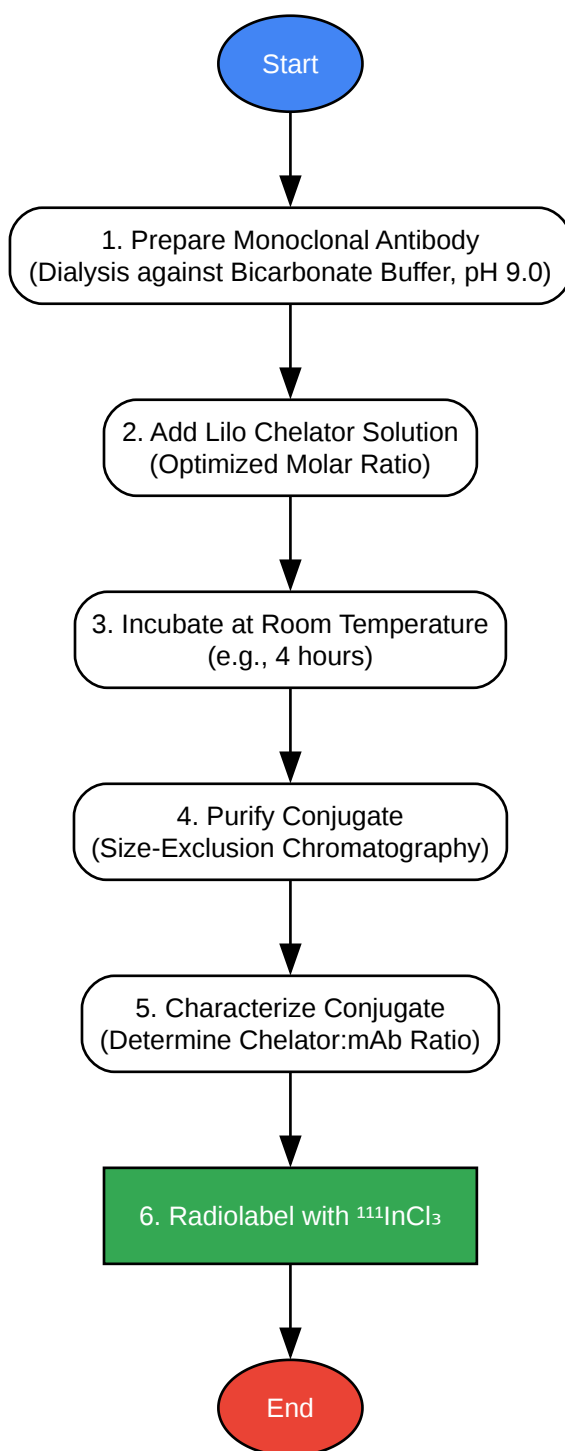 Start
1. Prepare Monoclonal Antibody
(Dialysis against Bicarbonate Buffer, pH 9.0)
2. Add Lilo Chelator Solution
(Optimized Molar Ratio)
3. Incubate at Room Temperature
(e.g., 4 hours)
4. Purify Conjugate
(Size-Exclusion Chromatography)
5. Characterize Conjugate
(Determine Chelator:mAb Ratio)
6. Radiolabel with ¹¹¹InCl₃
End